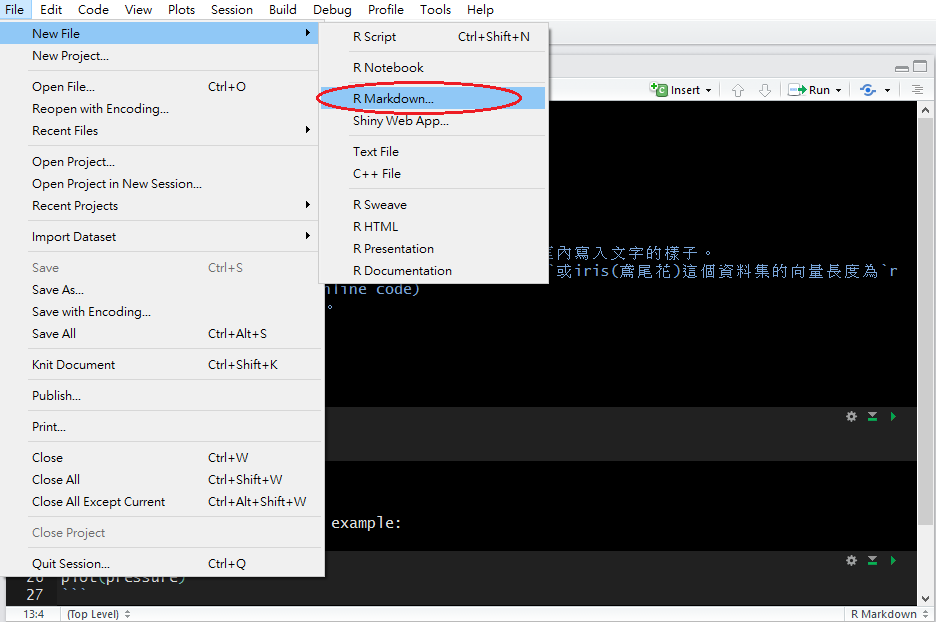 File Edit Code View Plots Session Build Debug Profile Tools Help
New File
New Project...
Open File... Ctrl+O
Reopen with Encoding...
Recent Files
Open Project...
Open Project in New Session...
Recent Projects
Import Dataset
Save Ctrl+S
Save As...
Save with Encoding...
Save All Ctrl+Alt+S
Knit Document Ctrl+Shift+K
Publish...
Print...
Close Ctrl+W
Close All Ctrl+Shift+W
Close All Except Current Ctrl+Alt+Shift+W
Close Project
Quit Session... Ctrl+Q
R Script Ctrl+Shift+N
R Notebook
R Markdown...
Shiny Web App...
Text File
C++ File
R Sweave
R HTML
R Presentation
R Documentation
Insert Run
內寫入文字的樣子。
`或iris(鳶尾花)這個資料集的向量長度為`r
nline code)
。
example:
26 plot(pressure)
27 ```
13:4 (Top Level) R Markdown